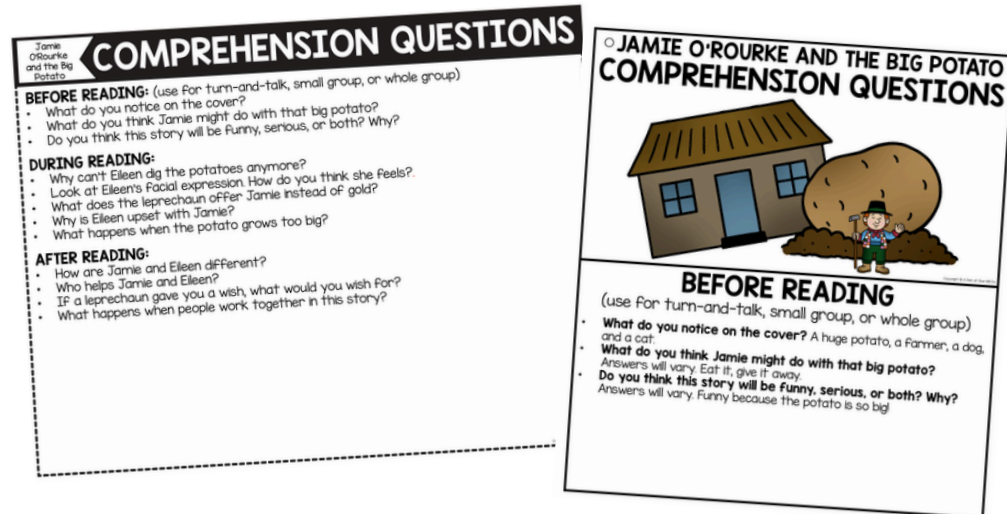 Jamie
O'Rourke
and the Big
Potato
COMPREHENSION QUESTIONS
BEFORE READING: (use for turn-and-talk, small group, or whole group)
• What do you notice on the cover?
• What do you think Jamie might do with that big potato?
• Do you think this story will be funny, serious, or both? Why?
DURING READING:
• Why can't Eileen dig the potatoes anymore?
• Look at Eileen's facial expression. How do you think she feels?.
• What does the leprechaun offer Jamie instead of gold?
• Why is Eileen upset with Jamie?
• What happens when the potato grows too big?
AFTER READING:
• How are Jamie and Eileen different?
• Who helps Jamie and Eileen?
• If a leprechaun gave you a wish, what would you wish for?
• What happens when people work together in this story?
JAMIE O'ROURKE AND THE BIG POTATO
COMPREHENSION QUESTIONS
BEFORE READING
(use for turn-and-talk, small group, or whole group)
• What do you notice on the cover? A huge potato, a farmer, a dog,
and a cat.
• What do you think Jamie might do with that big potato?
Answers will vary. Eat it, give it away.
• Do you think this story will be funny, serious, or both? Why?
Answers will vary. Funny because the potato is so big!